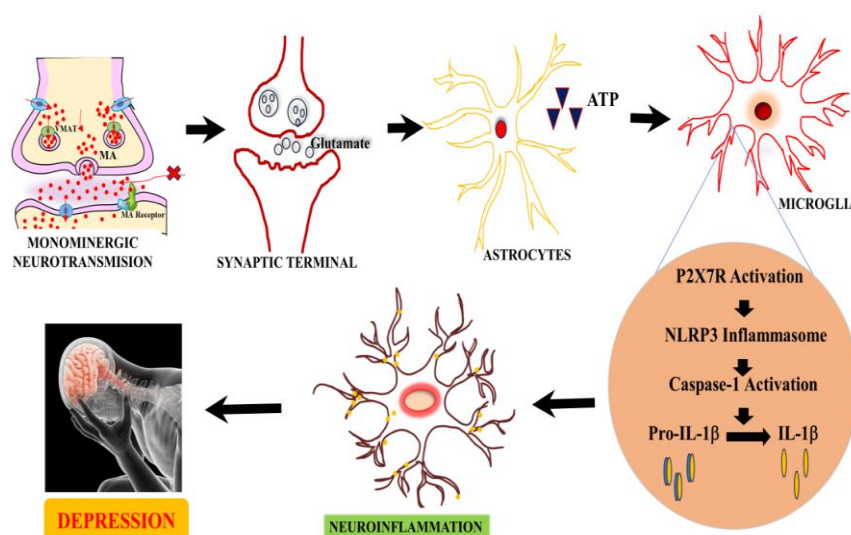 VMAT
MA
MA Receptor
MONOMINERGIC
NEUROTRANSMISION
Glutamate
SYNAPTIC TERMINAL
ATP
ASTROCYTES
MICROGLIA
P2X7R Activation
NLRP3 Inflammasome
Caspase-1 Activation
Pro-IL-1β
IL-1β
NEUROINFLAMMATION
DEPRESSION